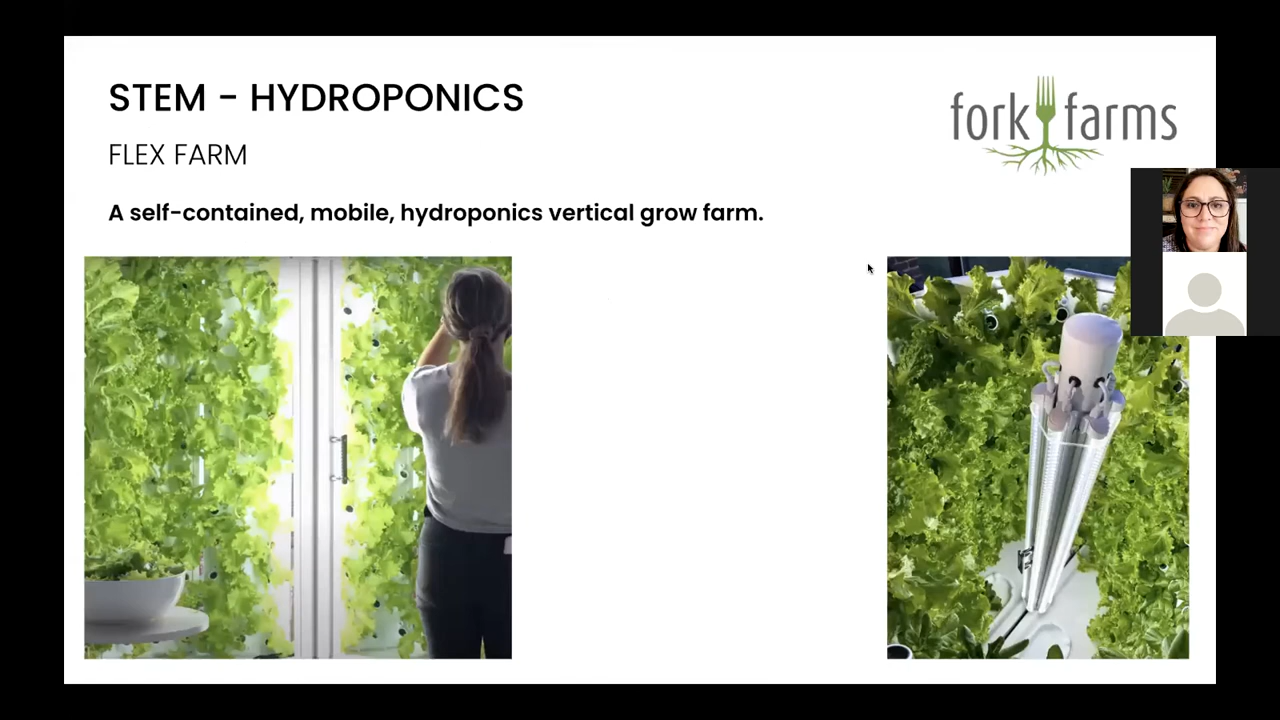 STEM - HYDROPONICS
fork farms
FLEX FARM
A self-contained, mobile, hydroponics vertical grow farm.